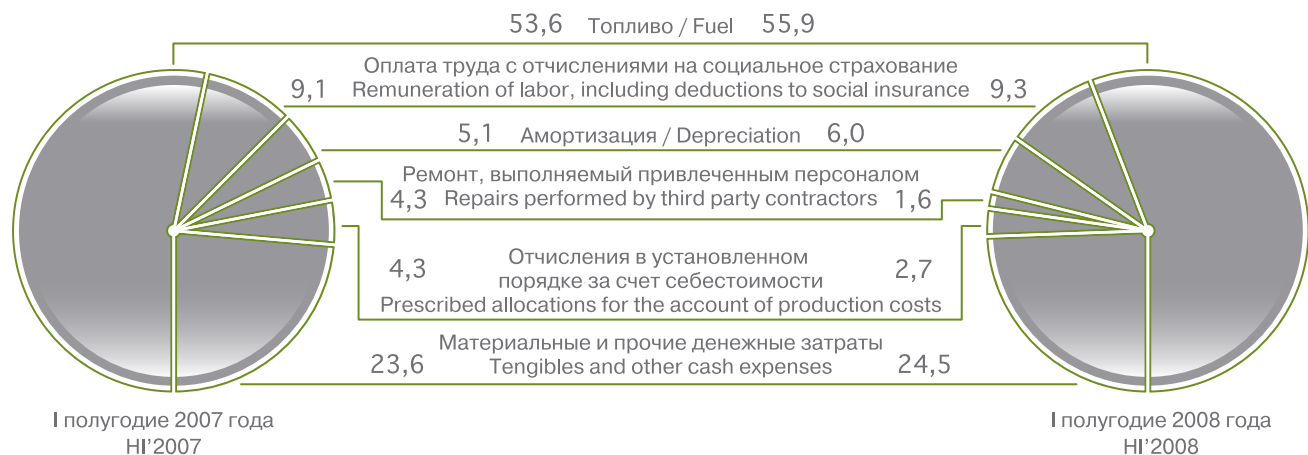 53,6 Топливо / Fuel 55,9
Оплата труда с отчислениями на социальное страхование
9,1 Remuneration of labor, including deductions to social insurance 9,3
5,1 Амортизация / Depreciation 6,0
Ремонт, выполняемый привлеченным персоналом
4,3 Repairs performed by third party contractors 1,6
Отчисления в установленном
4,3 порядке за счет себестоимости 2,7
Prescribed allocations for the account of production costs
Материальные и прочие денежные затраты
23,6 Tengibles and other cash expenses 24,5
I полугодие 2007 года
HI’2007
I полугодие 2008 года
HI’2008